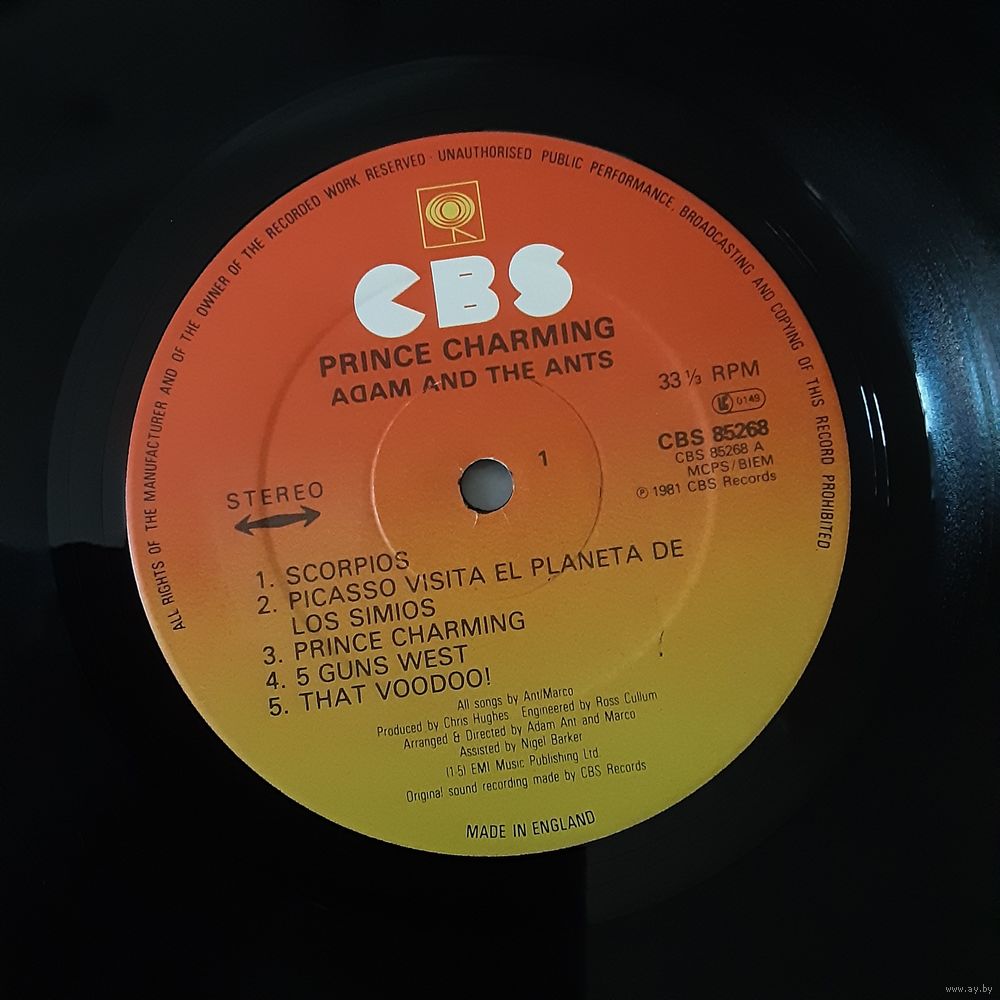 ALL RIGHTS OF THE MANUFACTURER AND OF THE OWNER OF THE RECORDED WORK RESERVED · UNAUTHORISED PUBLIC PERFORMANCE, BROADCASTING AND COPYING OF THIS RECORD PROHIBITED
CBS
PRINCE CHARMING
ADAM AND THE ANTS
33 ⅓ RPM
LC 0149
CBS 85268
CBS 85268 A
MCPS/BIEM
℗ 1981 CBS Records
1
STEREO
1. SCORPIOS
2. PICASSO VISITA EL PLANETA DE
LOS SIMIOS
3. PRINCE CHARMING
4. 5 GUNS WEST
5. THAT VOODOO!
All songs by Ant/Marco
Produced by Chris Hughes Engineered by Ross Cullum
Arranged & Directed by Adam Ant and Marco
Assisted by Nigel Barker
(1-5) EMI Music Publishing Ltd.
Original sound recording made by CBS Records
MADE IN ENGLAND
www.ay.by